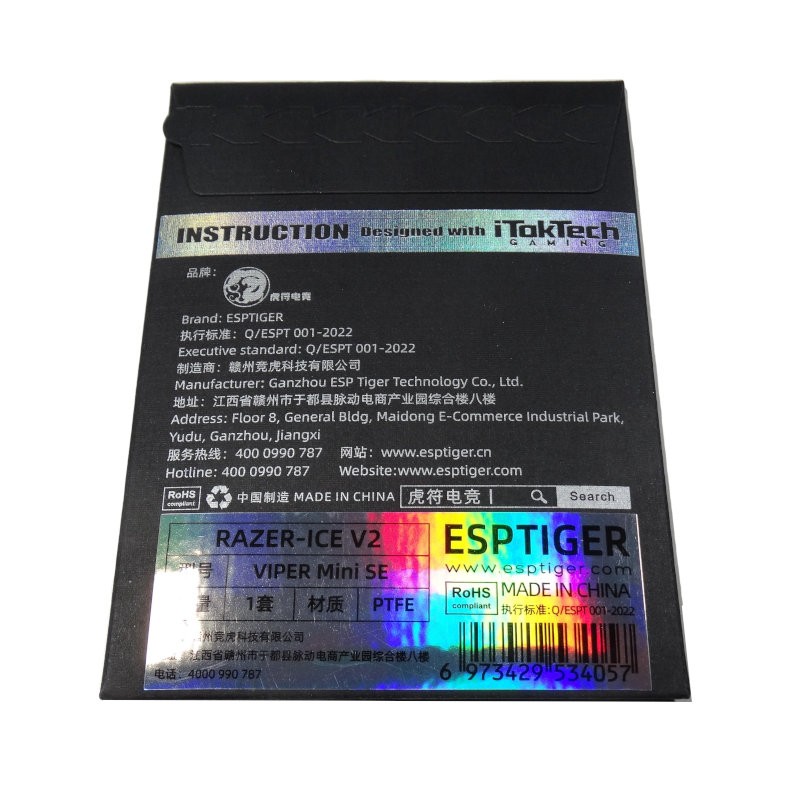 INSTRUCTION Designed with iTokTech
GAMING
品牌：
虎符电竞
Brand: ESPTIGER
执行标准：Q/ESPT 001-2022
Executive standard: Q/ESPT 001-2022
制造商：赣州竞虎科技有限公司
Manufacturer: Ganzhou ESP Tiger Technology Co., Ltd.
地址：江西省赣州市于都县脉动电商产业园综合楼八楼
Address: Floor 8, General Bldg, Maidong E-Commerce Industrial Park,
Yudu, Ganzhou, Jiangxi
服务热线：400 0990 787 网站：www.esptiger.cn
Hotline: 400 0990 787 Website:www.esptiger.com
RoHS compliant 中国制造 MADE IN CHINA 虎符电竞 Search
RAZER-ICE V2
型号 VIPER Mini SE
量 1套 材质 PTFE
州竞虎科技有限公司
江西省赣州市于都县脉动电商产业园综合楼八楼
电话：4000 990 787
ESPTIGER
www.esptiger.com
RoHS compliant MADE IN CHINA
执行标准:Q/ESPT 001-2022
6 973429 534057